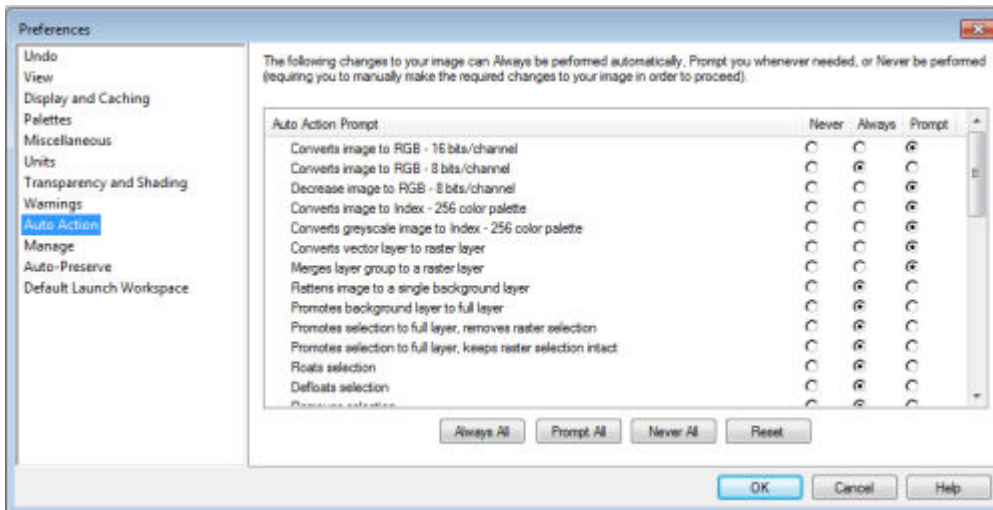 Preferences
Undo
View
Display and Caching
Palettes
Miscellaneous
Units
Transparency and Shading
Warnings
Auto Action
Manage
Auto-Preserve
Default Launch Workspace
The following changes to your image can Always be performed automatically, Prompt you whenever needed, or Never be performed
(requiring you to manually make the required changes to your image in order to proceed).
Auto Action Prompt Never Always Prompt
Converts image to RGB - 16 bits/channel
Converts image to RGB - 8 bits/channel
Decrease image to RGB - 8 bits/channel
Converts image to Index - 256 color palette
Converts greyscale image to Index - 256 color palette
Converts vector layer to raster layer
Merges layer group to a raster layer
Flattens image to a single background layer
Promotes background layer to full layer
Promotes selection to full layer, removes raster selection
Promotes selection to full layer, keeps raster selection intact
Floats selection
Defloats selection
Removes selection
Always All Prompt All Never All Reset
OK Cancel Help